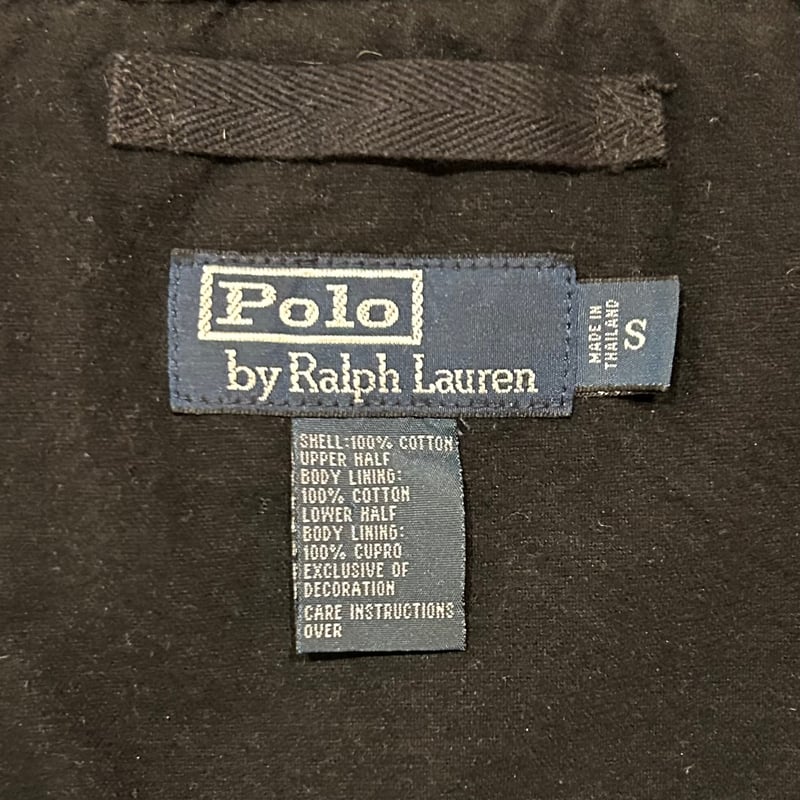 Polo
by Ralph Lauren
MADE IN
THAILAND
S
SHELL:100% COTTON
UPPER HALF
BODY LINING:
100% COTTON
LOWER HALF
BODY LINING:
100% CUPRO
EXCLUSIVE OF
DECORATION
CARE INSTRUCTIONS
OVER